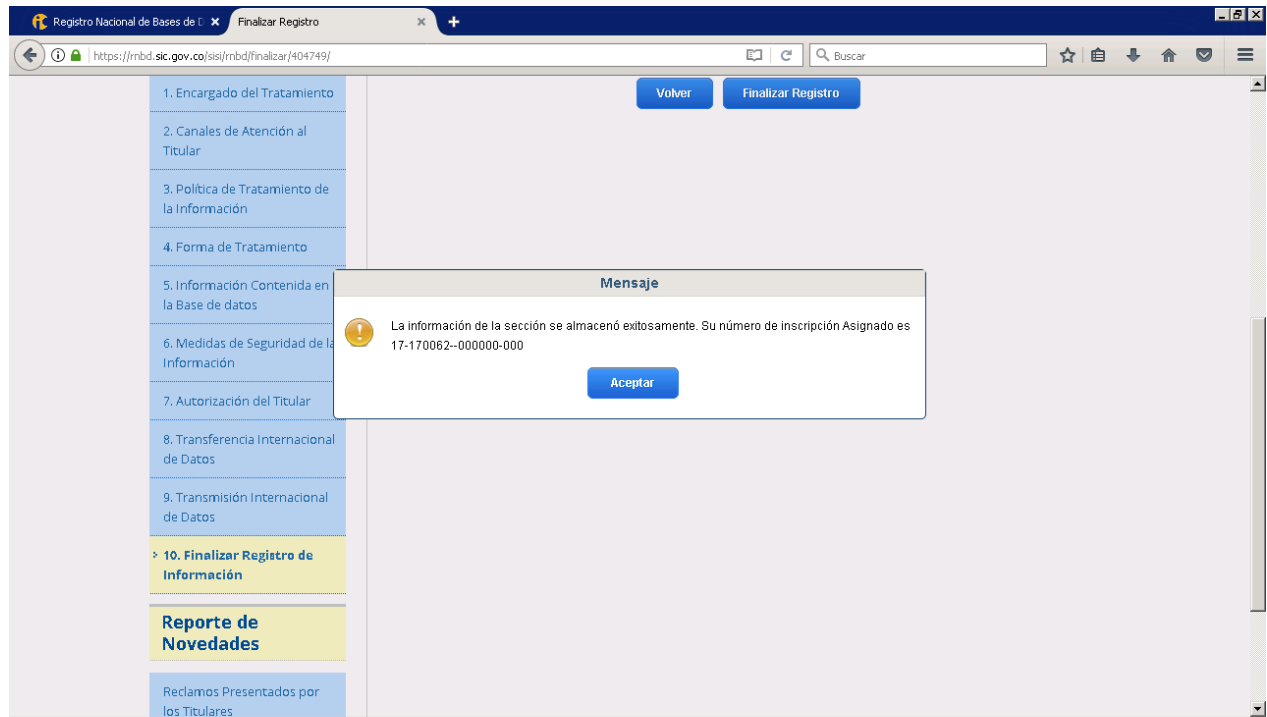 Registro Nacional de Bases de D
Finalizar Registro
https://rnbd.sic.gov.co/sisi/rnbd/finalizar/404749/
Buscar
1. Encargado del Tratamiento
2. Canales de Atención al
Titular
3. Política de Tratamiento de
la Información
4. Forma de Tratamiento
5. Información Contenida en
la Base de datos
6. Medidas de Seguridad de la
Información
7. Autorización del Titular
8. Transferencia Internacional
de Datos
9. Transmisión Internacional
de Datos
10. Finalizar Registro de
Información
Reporte de
Novedades
Reclamos Presentados por
los Titulares
Volver
Finalizar Registro
Mensaje
La información de la sección se almacenó exitosamente. Su número de inscripción Asignado es
17-170062--000000-000
Aceptar